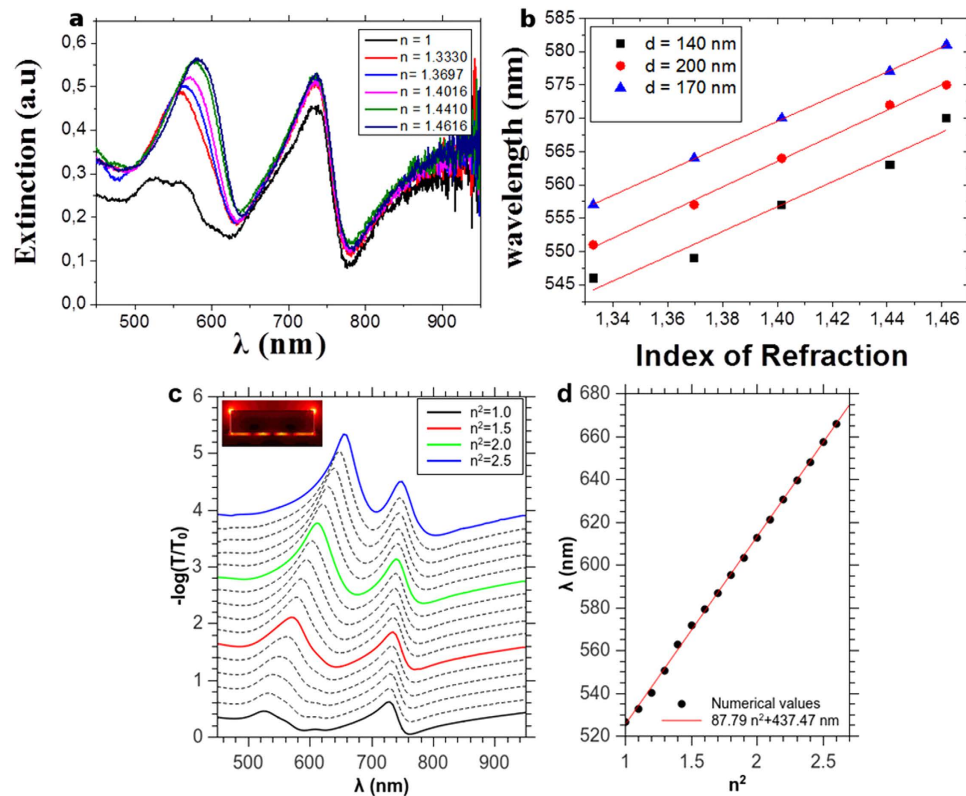 a
Extinction (a.u)
0,6
0,5
0,4
0,3
0,2
0,1
0,0
n = 1
n = 1.3330
n= 1.3697
n = 1.4016
n = 1.4410
n = 1.4616
500 600 700 800 900
λ (nm)
b
wavelength (nm)
585
580
575
570
565
560
555
550
545
d = 140 nm
d = 200 nm
d = 170 nm
1,34 1,36 1,38 1,40 1,42 1,44 1,46
Index of Refraction
c
-log(T/T₀)
6
5
4
3
2
1
0
n²=1.0
n²=1.5
n²=2.0
n²=2.5
500 600 700 800 900
λ (nm)
d
λ (nm)
680
660
640
620
600
580
560
540
520
Numerical values
87.79 n²+437.47 nm
1 1.5 2 2.5
n²